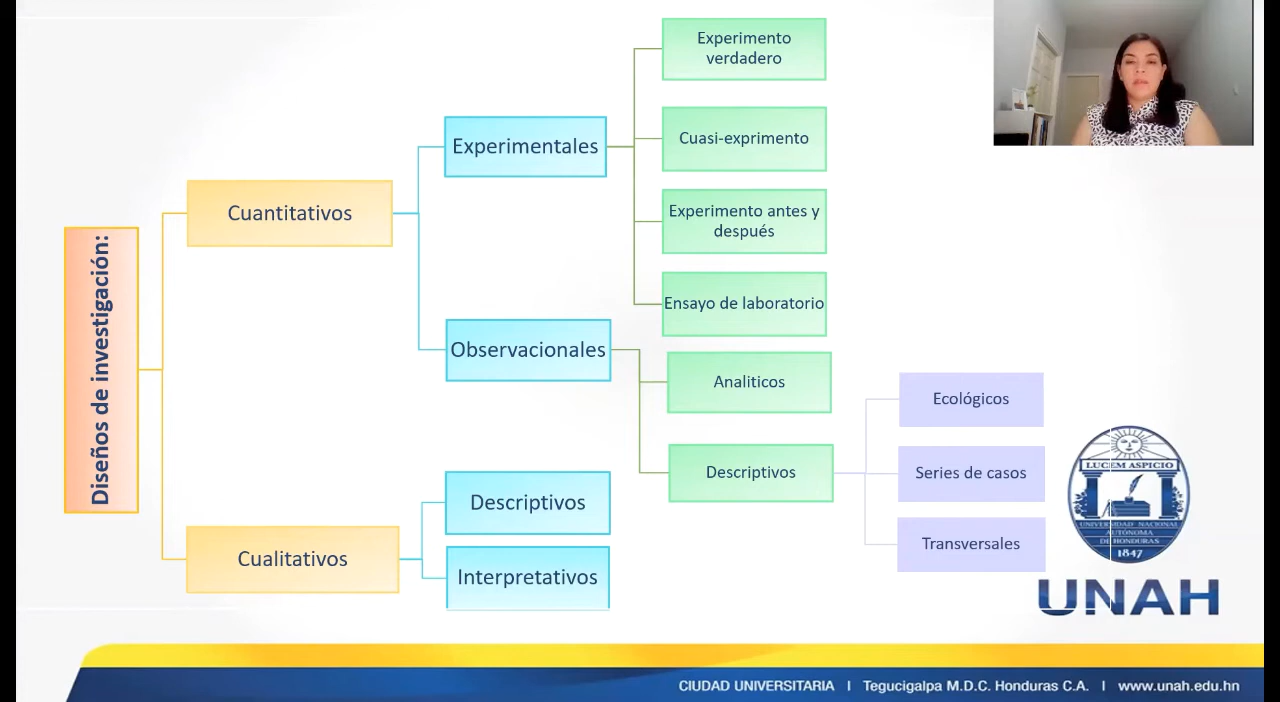 Diseños de investigación:
Cuantitativos
Experimentales
Experimento
verdadero
Cuasi-exprimento
Experimento antes y
después
Ensayo de laboratorio
Observacionales
Analiticos
Descriptivos
Ecológicos
Series de casos
Transversales
Cualitativos
Descriptivos
Interpretativos
LUCEM ASPICIO
UNIVERSIDAD NACIONAL
AUTÓNOMA
DE HONDURAS
1847
UNAH
CIUDAD UNIVERSITARIA I Tegucigalpa M.D.C. Honduras C.A. I www.unah.edu.hn